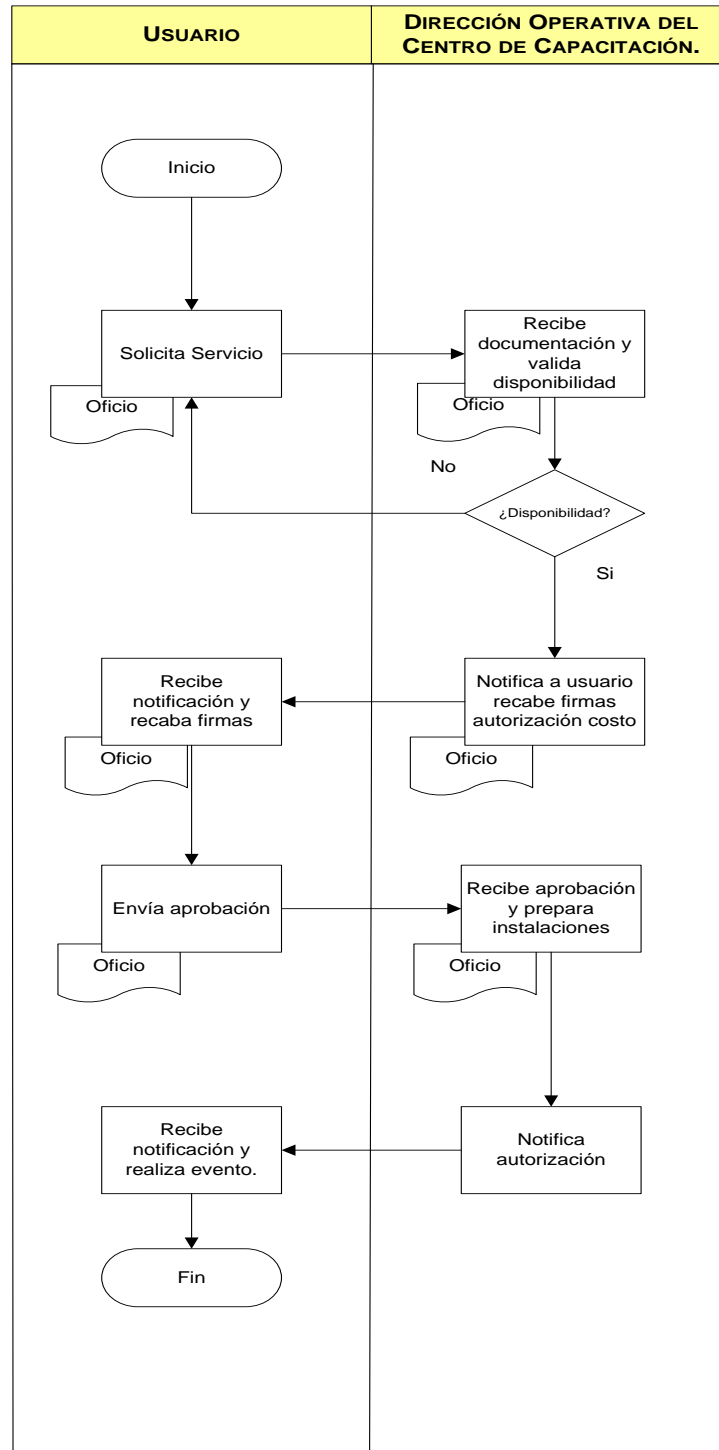 USUARIO
DIRECCIÓN OPERATIVA DEL
CENTRO DE CAPACITACIÓN.
Inicio
Solicita Servicio
Oficio
Recibe
documentación y
valida
disponibilidad
Oficio
No
¿Disponibilidad?
Si
Notifica a usuario
recabe firmas
autorización costo
Oficio
Recibe
notificación y
recaba firmas
Oficio
Envía aprobación
Oficio
Recibe aprobación
y prepara
instalaciones
Oficio
Notifica
autorización
Recibe
notificación y
realiza evento.
Fin